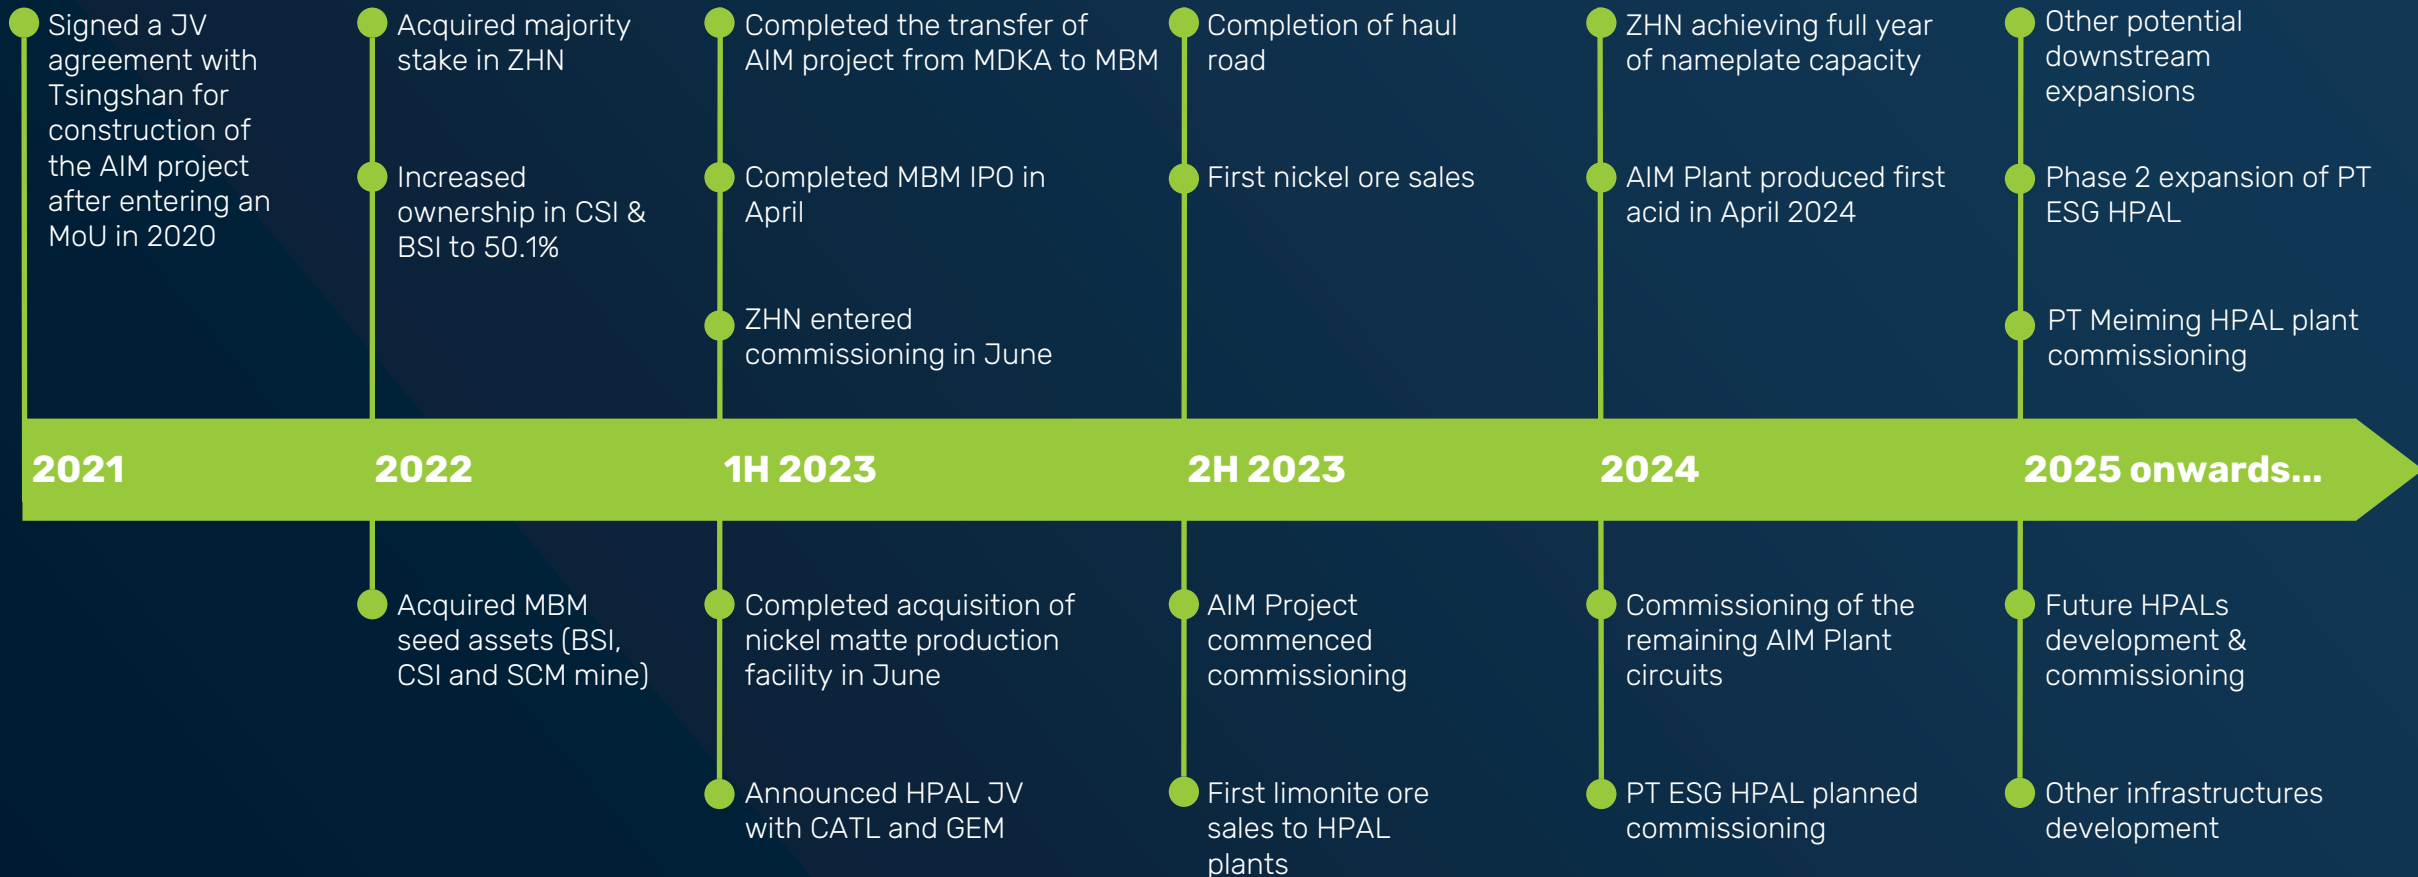 Signed a JV
agreement with
Tsingshan for
construction of
the AIM project
after entering an
MoU in 2020
Acquired majority
stake in ZHN
Increased
ownership in CSI &
BSI to 50.1%
Completed the transfer of
AIM project from MDKA to MBM
Completed MBM IPO in
April
ZHN entered
commissioning in June
Completion of haul
road
First nickel ore sales
ZHN achieving full year
of nameplate capacity
AIM Plant produced first
acid in April 2024
Other potential
downstream
expansions
Phase 2 expansion of PT
ESG HPAL
PT Meiming HPAL plant
commissioning
2021
2022
1H 2023
2H 2023
2024
2025 onwards...
Acquired MBM
seed assets (BSI,
CSI and SCM mine)
Completed acquisition of
nickel matte production
facility in June
Announced HPAL JV
with CATL and GEM
AIM Project
commenced
commissioning
First limonite ore
sales to HPAL
plants
Commissioning of the
remaining AIM Plant
circuits
PT ESG HPAL planned
commissioning
Future HPALs
development &
commissioning
Other infrastructures
development